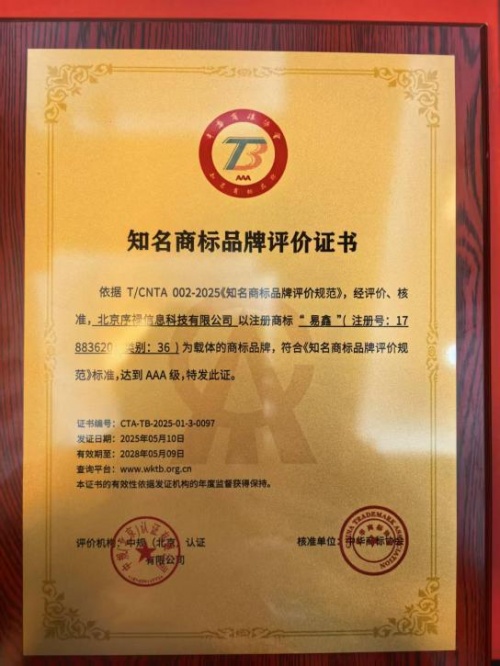 TB
AAA
知名商标品牌评价证书
依据 T/CNTA 002-2025《知名商标品牌评价规范》，经评价、核
准，北京序禄信息科技有限公司 以注册商标“易鑫”( 注册号：17
883620 类别：36 ) 为载体的商标品牌，符合《知名商标品牌评价规
范》标准，达到 AAA 级，特发此证。
证书编号：CTA-TB-2025-01-3-0097
发证日期：2025年05月10日
有效期至：2028年05月09日
查询平台：www.wktb.org.cn
本证书的有效性依据发证机构的年度监督获得保持。
评价机构：中规（北京）认证
有限公司
核准单位：中华商标协会
CHINA TRADEMARK ASSOCIATION